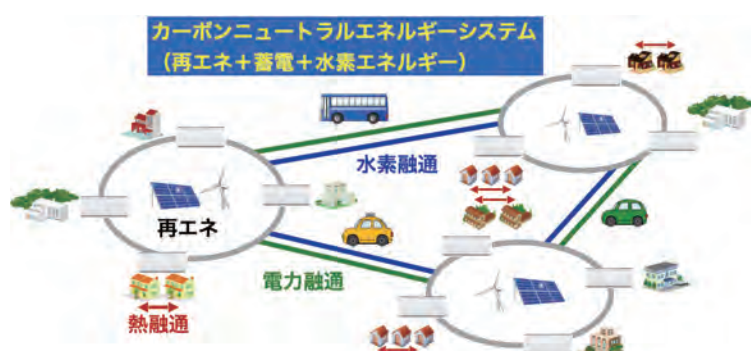 カーボンニュートラルエネルギーシステム
（再エネ＋蓄電＋水素エネルギー）
水素融通
再エネ
電力融通
熱融通